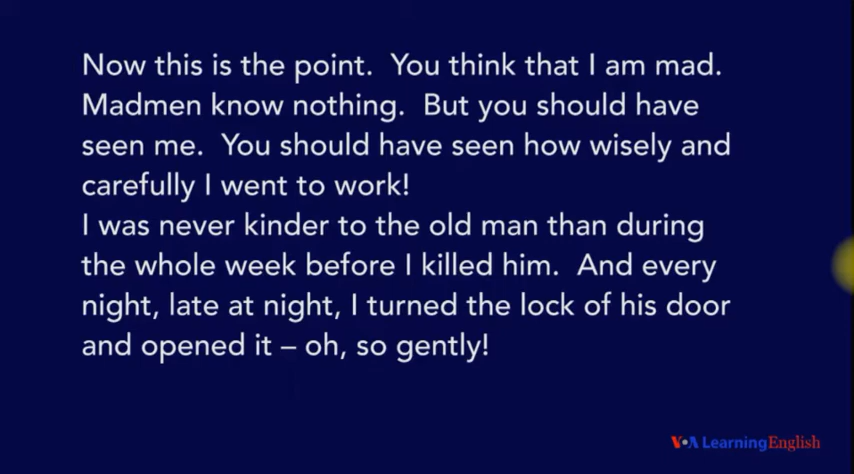 Now this is the point.  You think that I am mad.
Madmen know nothing.  But you should have
seen me.  You should have seen how wisely and
carefully I went to work!
I was never kinder to the old man than during
the whole week before I killed him.  And every
night, late at night, I turned the lock of his door
and opened it – oh, so gently!
VOA LearningEnglish